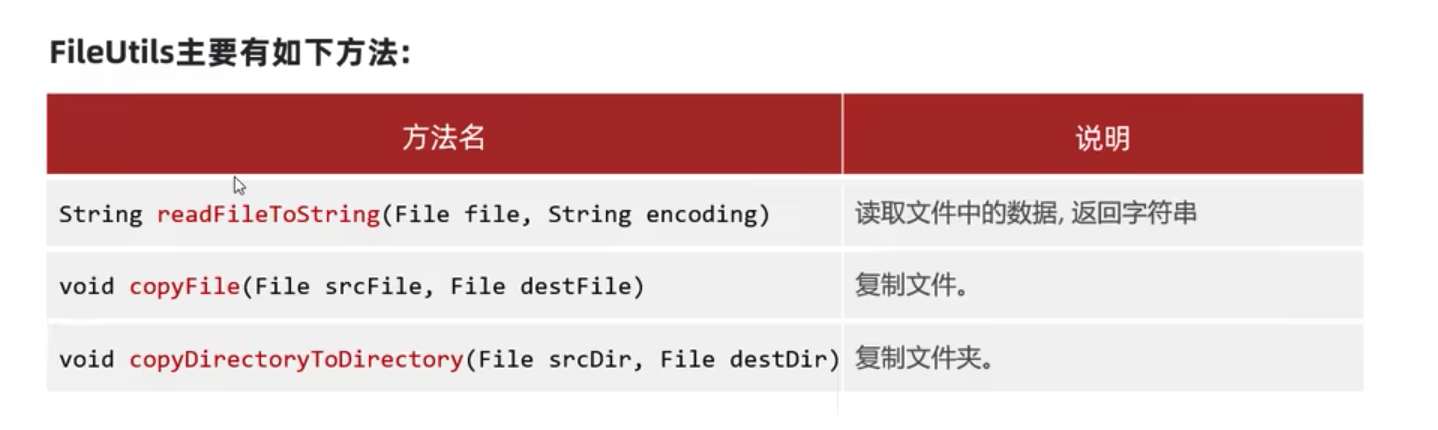 FileUtils主要有如下方法:
方法名 说明
String readFileToString(File file, String encoding) 读取文件中的数据, 返回字符串
void copyFile(File srcFile, File destFile) 复制文件。
void copyDirectoryToDirectory(File srcDir, File destDir) 复制文件夹。